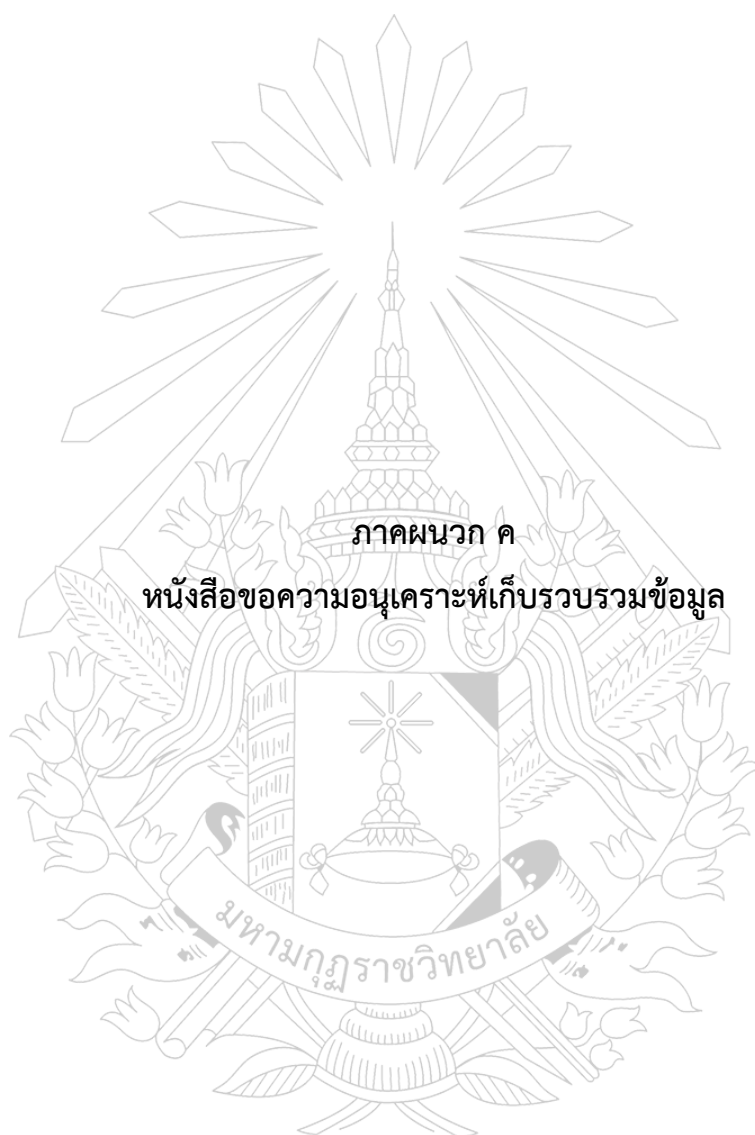 ภาคผนวก ค
หนังสือขอความอนุเคราะห์เก็บรวบรวมข้อมูล
มหามกุฏราชวิทยาลัย